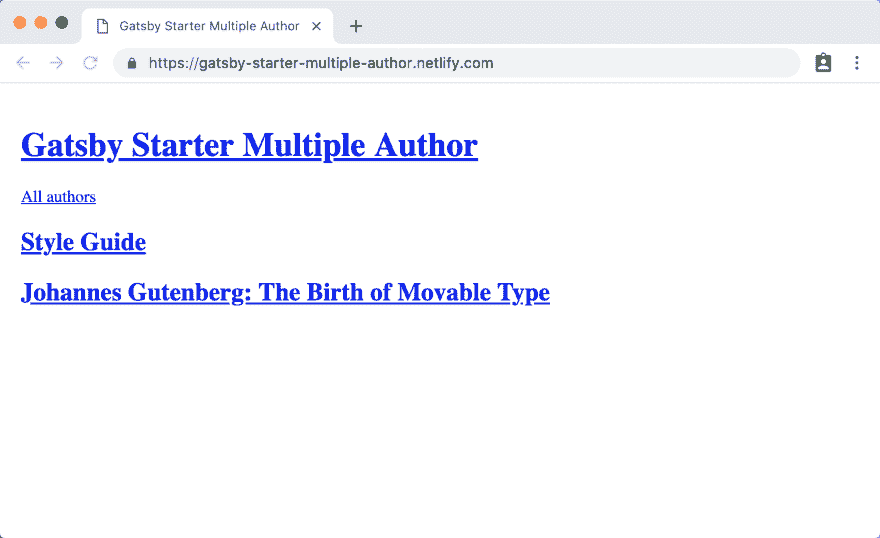 Gatsby Starter Multiple Author
https://gatsby-starter-multiple-author.netlify.com
Gatsby Starter Multiple Author
All authors
Style Guide
Johannes Gutenberg: The Birth of Movable Type